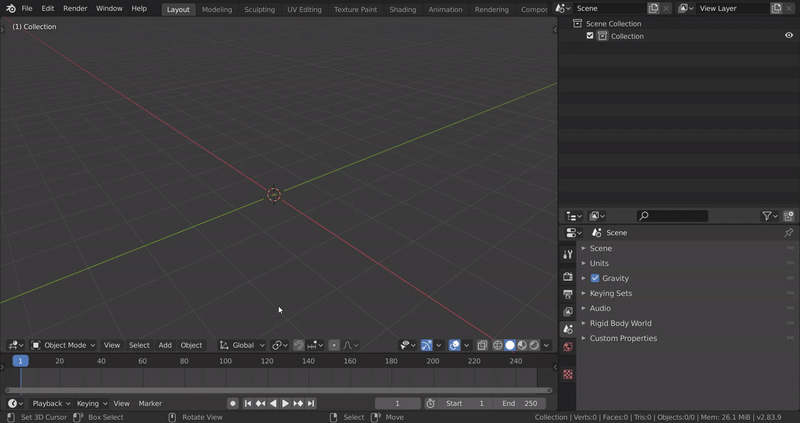 File Edit Render Window Help Layout Modeling Sculpting UV Editing Texture Paint Shading Animation Rendering Compos Scene View Layer
(1) Collection
Scene Collection
Collection
Scene
Scene
Units
Gravity
Keying Sets
Audio
Rigid Body World
Custom Properties
Object Mode View Select Add Object Global
1 20 40 60 80 100 120 140 160 180 200 220 240
Playback Keying View Marker 1 Start 1 End 250
Set 3D Cursor Box Select Rotate View Select Move Collection | Verts:0 | Faces:0 | Tris:0 | Objects:0/0 | Mem: 26.1 MiB | v2.83.9